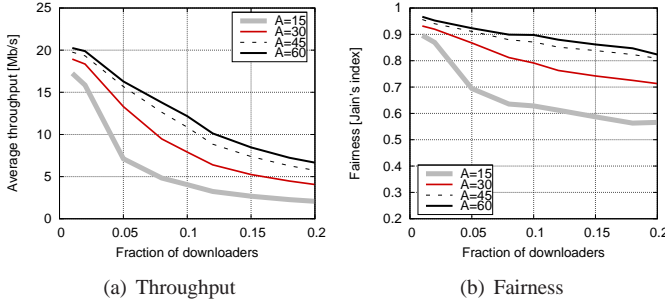 Average throughput [Mb/s]
25
20
15
10
5
0
0 0.05 0.1 0.15 0.2
Fraction of downloaders
A=15
A=30
A=45
A=60
(a) Throughput
Fairness [Jain's index]
1
0.9
0.8
0.7
0.6
0.5
0.4
0.3
0.2
0 0.05 0.1 0.15 0.2
Fraction of downloaders
A=15
A=30
A=45
A=60
(b) Fairness